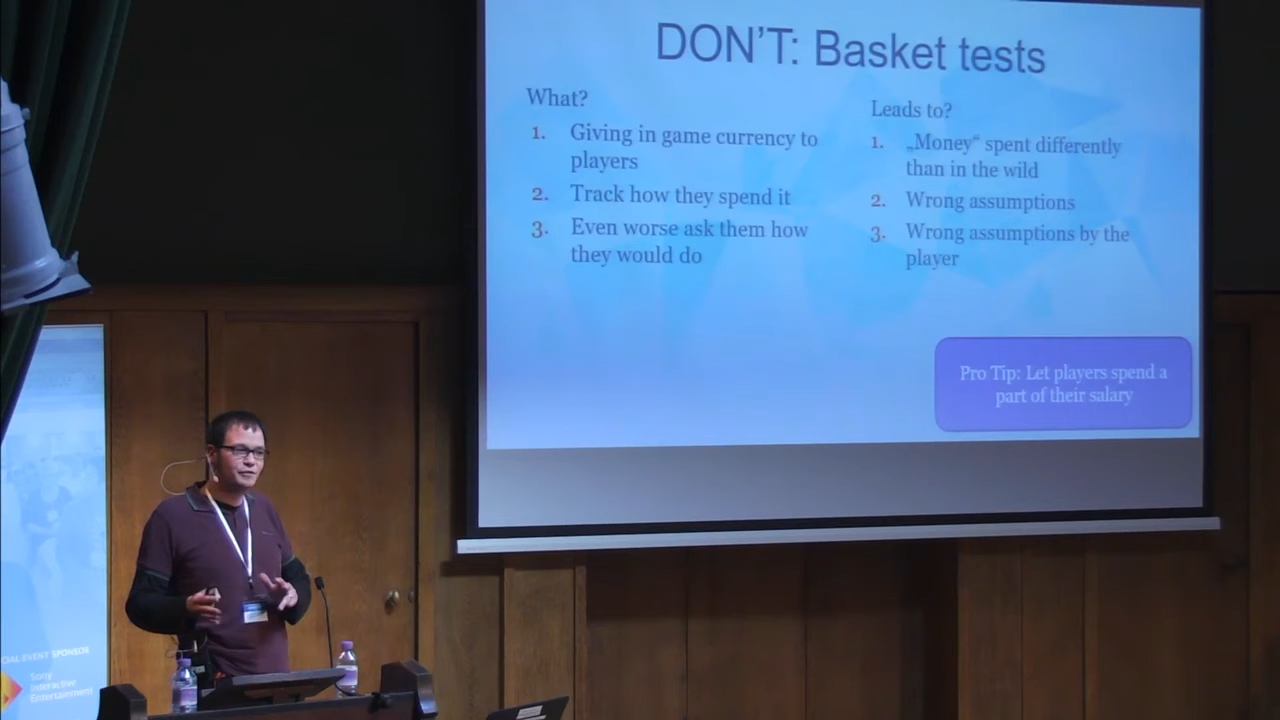 DON'T: Basket tests
What?
1. Giving in game currency to
players
2. Track how they spend it
3. Even worse ask them how
they would do
Leads to?
1. „Money“ spent differently
than in the wild
2. Wrong assumptions
3. Wrong assumptions by the
player
Pro Tip: Let players spend a
part of their salary
CIAL EVENT SPONSOR
Sony
Interactive
Entertainment